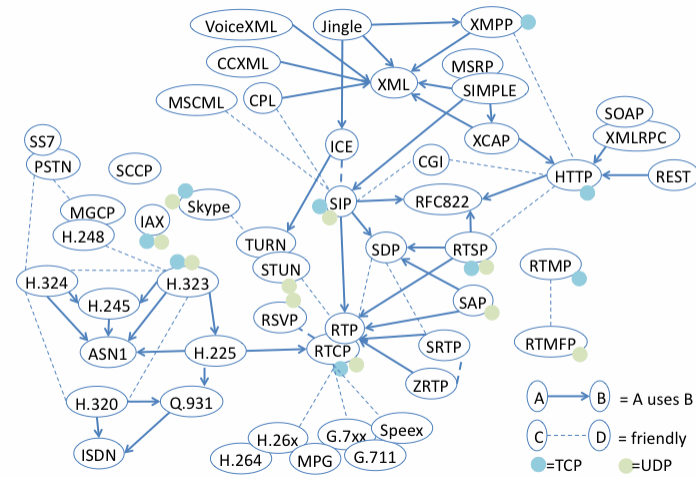 VoiceXML
Jingle
XMPP
CCXML
MSRP
XML
SIMPLE
MSCML
CPL
SOAP
XMLRPC
XCAP
SS7
PSTN
ICE
CGI
SCCP
HTTP
REST
MGCP
IAX
Skype
SIP
RFC822
H.248
TURN
SDP
RTSP
STUN
RTMP
H.324
H.323
H.245
SAP
RSVP
RTP
RTMFP
ASN1
H.225
RTCP
SRTP
ZRTP
H.320
Q.931
A
B
= A uses B
H.26x
G.7xx
Speex
C
D
= friendly
ISDN
H.264
MPG
G.711
=TCP
=UDP